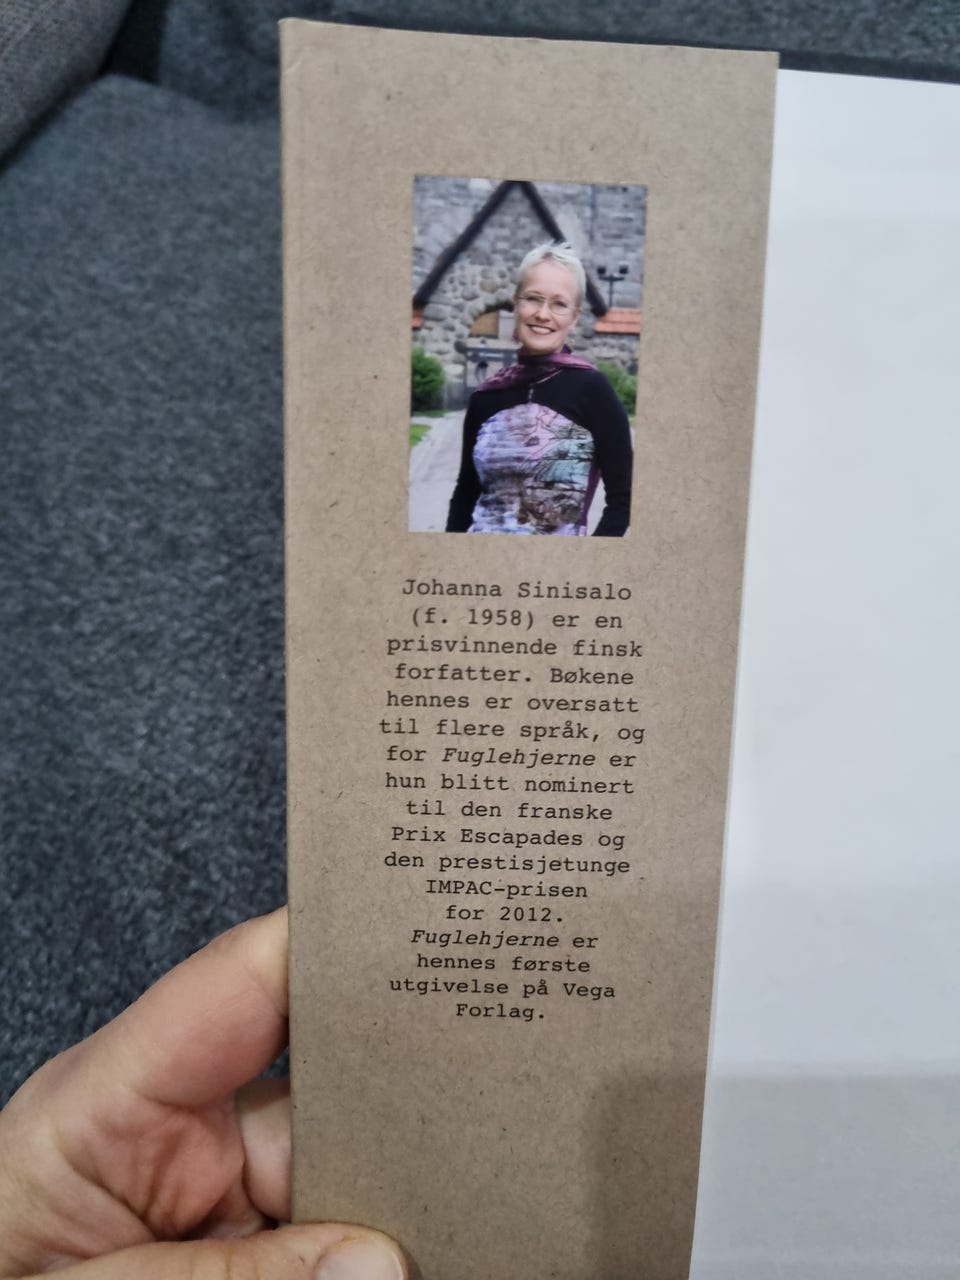 Johanna Sinisalo
(f. 1958) er en
prisvinnende finsk
forfatter. Bøkene
hennes er oversatt
til flere språk, og
for Fuglehjerne er
hun blitt nominert
til den franske
Prix Escapades og
den prestisjetunge
IMPAC-prisen
for 2012.
Fuglehjerne er
hennes første
utgivelse på Vega
Forlag.